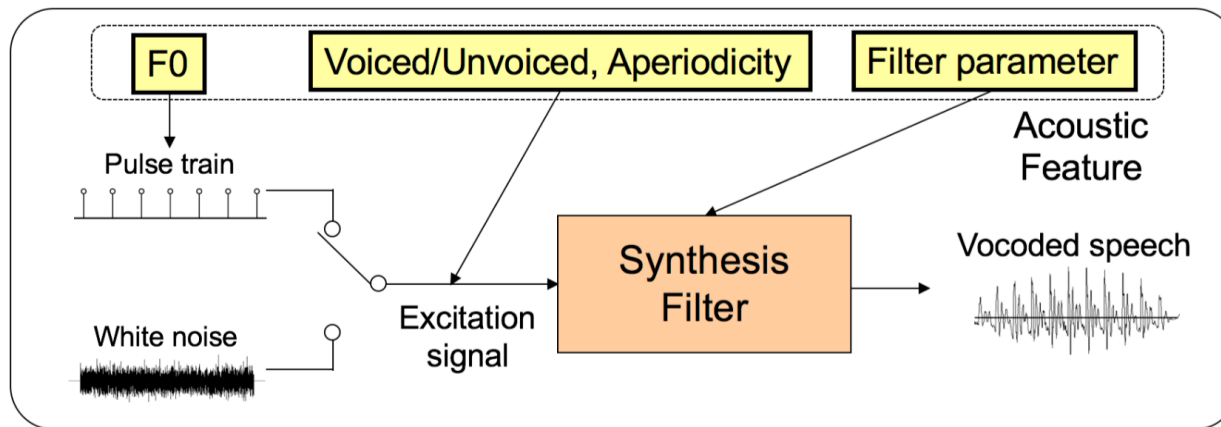 F0
Voiced/Unvoiced, Aperiodicity
Filter parameter
Acoustic
Feature
Pulse train
White noise
Excitation
signal
Synthesis
Filter
Vocoded speech